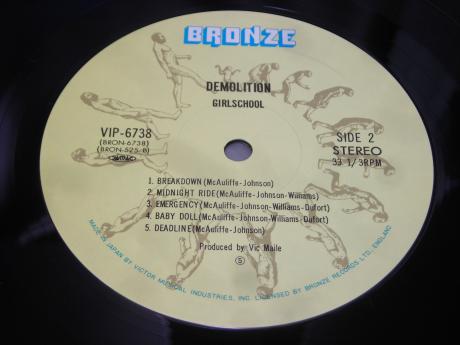 BRONZE
DEMOLITION
GIRLSCHOOL
VIP-6738
(BRON-6738)
(BRON-525-B)
SIDE 2
STEREO
33 1/3RPM
1. BREAKDOWN(McAuliffe-Johnson)
2. MIDNIGHT RIDE(McAuliffe-Johnson-Williams)
3. EMERGENCY(McAuliffe-Johnson-Williams-Dufort)
4. BABY DOLL(McAuliffe-Johnson-Williams-Dufort)
5. DEADLINE(McAuliffe-Johnson)
Produced by Vic Maile
MADE IN JAPAN BY VICTOR MUSICAL INDUSTRIES, INC. LICENSED BY BRONZE RECORDS LTD., ENGLAND